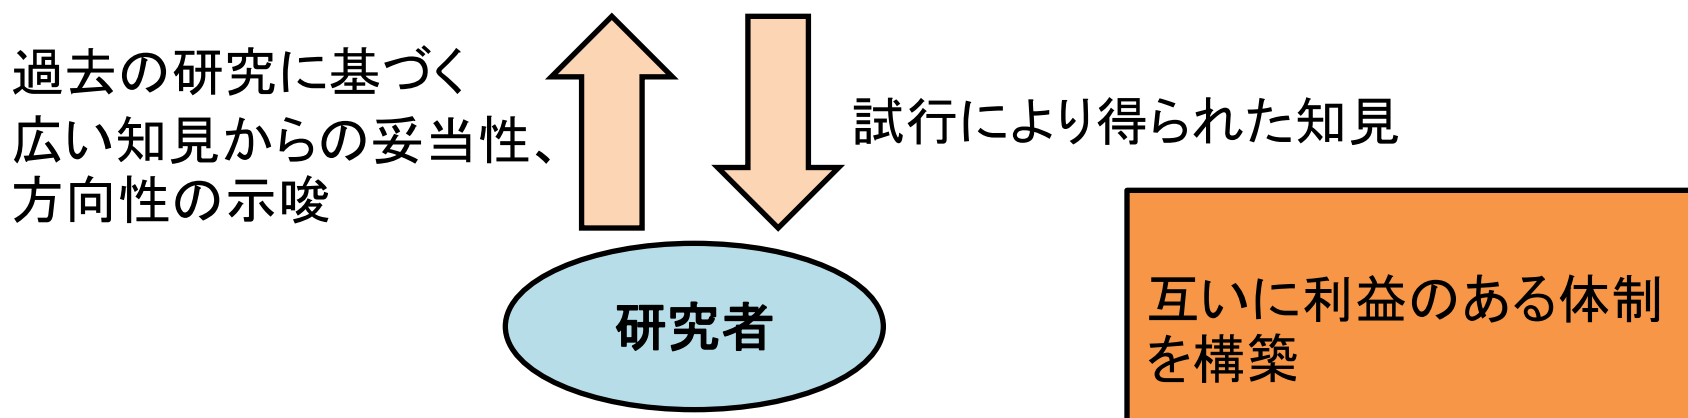 過去の研究に基づく
広い知見からの妥当性、
方向性の示唆
試行により得られた知見
研究者
互いに利益のある体制
を構築